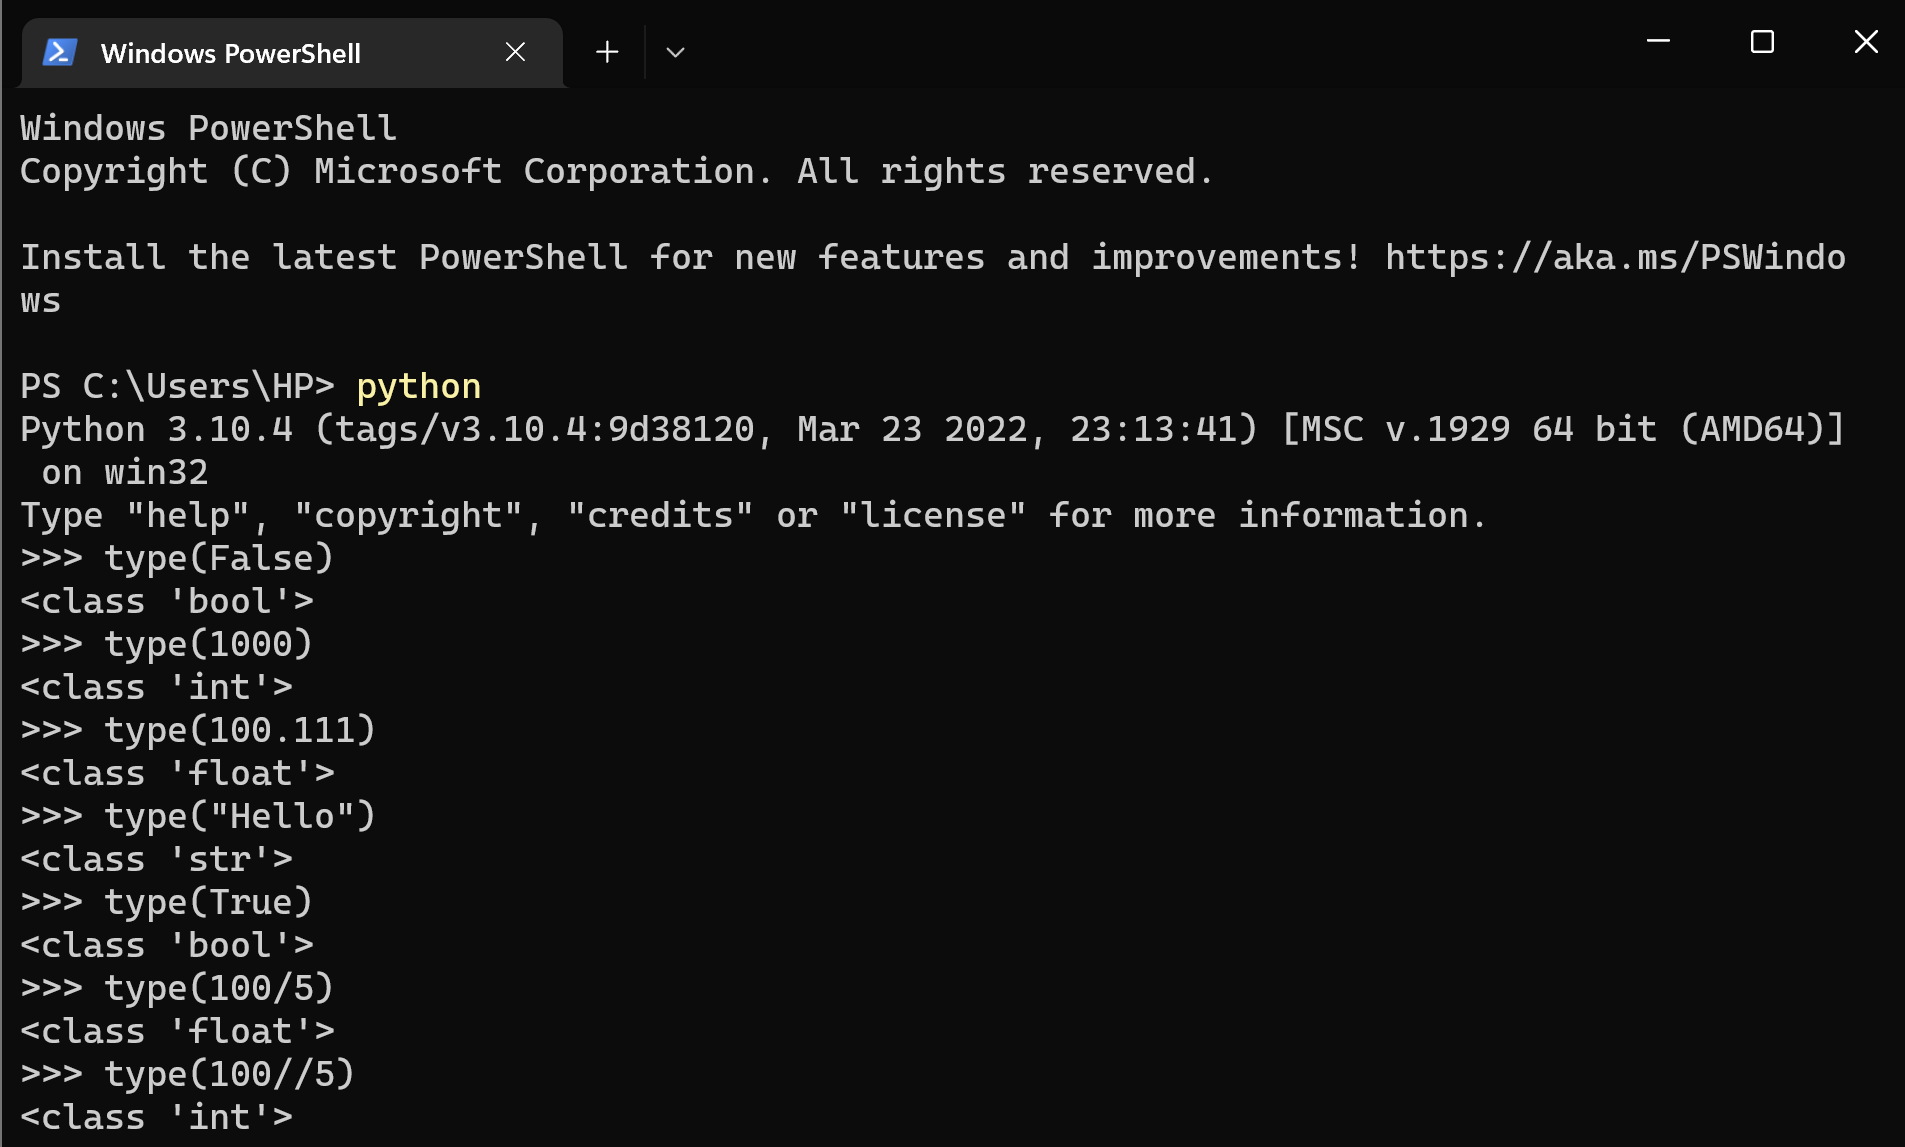 Windows PowerShell
Windows PowerShell
Copyright (C) Microsoft Corporation. All rights reserved.
Install the latest PowerShell for new features and improvements! https://aka.ms/PSWindo
ws
PS C:\Users\HP> python
Python 3.10.4 (tags/v3.10.4:9d38120, Mar 23 2022, 23:13:41) [MSC v.1929 64 bit (AMD64)]
 on win32
Type "help", "copyright", "credits" or "license" for more information.
>>> type(False)
<class 'bool'>
>>> type(1000)
<class 'int'>
>>> type(100.111)
<class 'float'>
>>> type("Hello")
<class 'str'>
>>> type(True)
<class 'bool'>
>>> type(100/5)
<class 'float'>
>>> type(100//5)
<class 'int'>